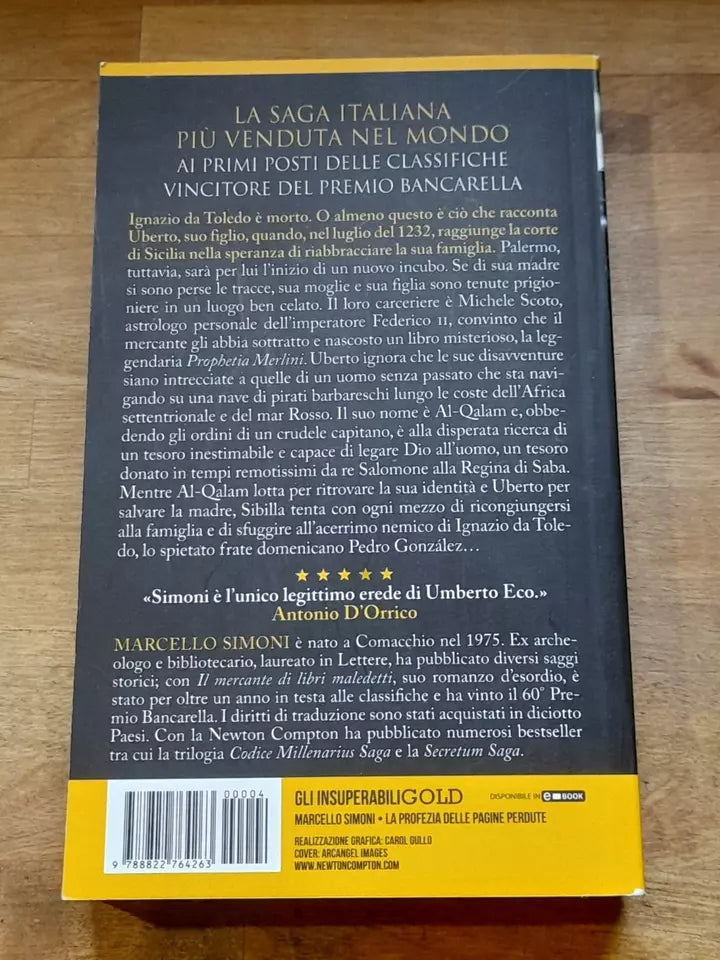 LA SAGA ITALIANA
PIÙ VENDUTA NEL MONDO
AI PRIMI POSTI DELLE CLASSIFICHE
VINCITORE DEL PREMIO BANCARELLA
Ignazio da Toledo è morto. O almeno questo è ciò che racconta
Uberto, suo figlio, quando, nel luglio del 1232, raggiunge la corte
di Sicilia nella speranza di riabbracciare la sua famiglia. Palermo,
tuttavia, sarà per lui l'inizio di un nuovo incubo. Se di sua madre
si sono perse le tracce, sua moglie e sua figlia sono tenute prigio-
niere in un luogo ben celato. Il loro carceriere è Michele Scoto,
astrólogo personale dell'imperatore Federico II, convinto che il
mercante gli abbia sottratto e nascosto un libro misterioso, la leg-
gendaria Prophetia Merlini. Uberto ignora che le sue disavventure
siano intrecciate a quelle di un uomo senza passato che sta navi-
gando su una nave di pirati barbareschi lungo le coste dell'Africa
settentrionale e del mar Rosso. Il suo nome è Al-Qalam e, obbe-
dendo gli ordini di un crudele capitano, è alla disperata ricerca di
un tesoro inestimabile e capace di legare Dio all'uomo, un tesoro
donato in tempi remotissimi da re Salomone alla Regina di Saba.
Mentre Al-Qalam lotta per ritrovare la sua identità e Uberto per
salvare la madre, Sibilla tenta con ogni mezzo di ricongiungersi
alla famiglia e di sfuggire all'acerrimo nemico di Ignazio da Tole-
do, lo spietato frate domenicano Pedro González...
«Simoni è l'unico legittimo erede di Umberto Eco.»
Antonio D'Orrico
MARCELLO SIMONI è nato a Comacchio nel 1975. Ex arche-
ologo e bibliotecario, laureato in Lettere, ha pubblicato diversi saggi
storici; con Il mercante di libri maledetti, suo romanzo d'esordio, è
stato per oltre un anno in testa alle classifiche e ha vinto il 60° Pre-
mio Bancarella. I diritti di traduzione sono stati acquistati in diciotto
Paesi. Con la Newton Compton ha pubblicato numerosi bestseller
tra cui la trilogia Codice Millenarius Saga e la Secretum Saga.
00004
9 788822 764263
GLI INSUPERABILI GOLD
DISPONIBILE IN eBOOK
MARCELLO SIMONI • LA PROFEZIA DELLE PAGINE PERDUTE
REALIZZAZIONE GRAFICA: CAROL GULLO
COVER: ARCANGEL IMAGES
WWW.NEWTONCOMPTON.COM